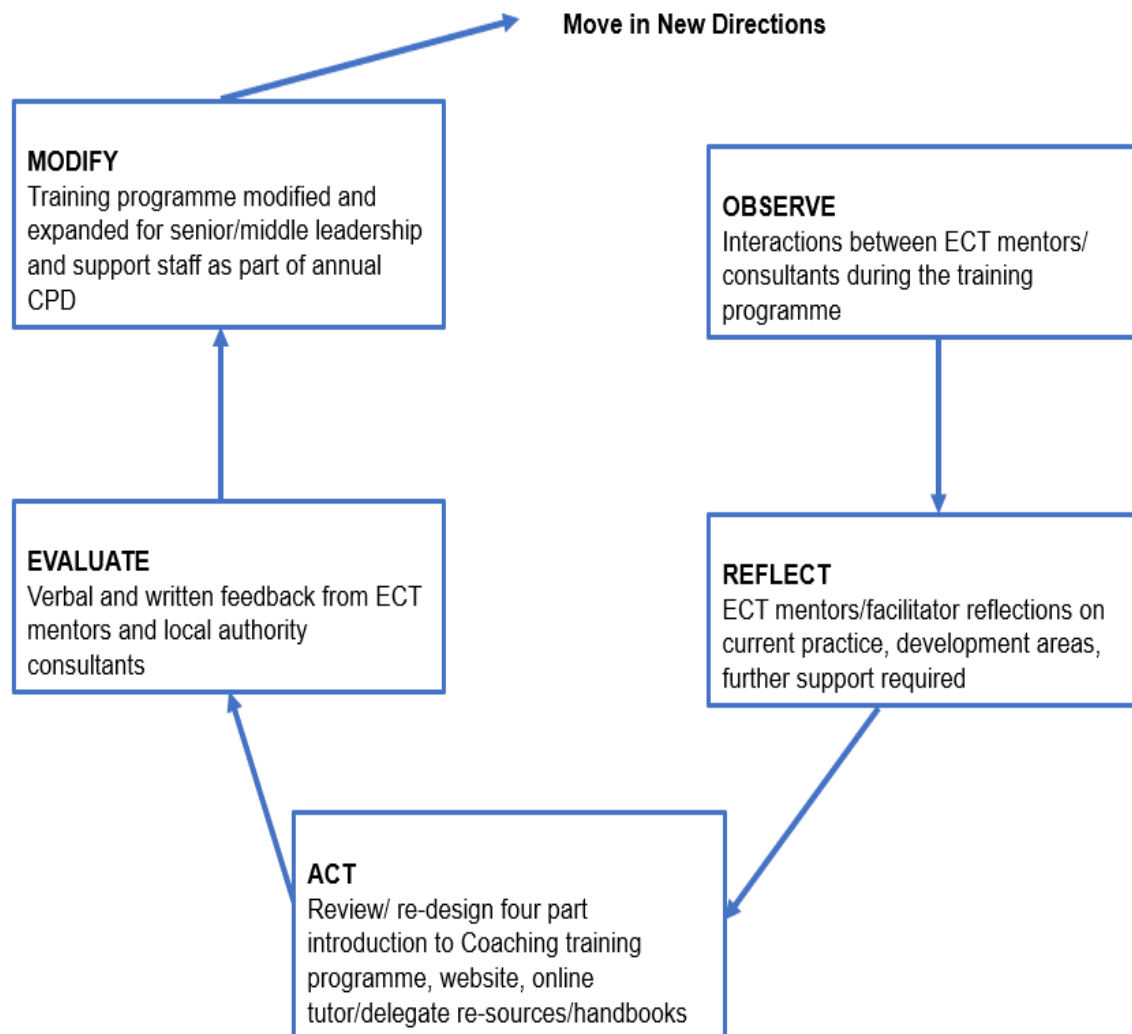 Move in New Directions
MODIFY
Training programme modified and
expanded for senior/middle leadership
and support staff as part of annual
CPD
OBSERVE
Interactions between ECT mentors/
consultants during the training
programme
EVALUATE
Verbal and written feedback from ECT
mentors and local authority
consultants
REFLECT
ECT mentors/facilitator reflections on
current practice, development areas,
further support required
ACT
Review/ re-design four part
introduction to Coaching training
programme, website, online
tutor/delegate re-sources/handbooks